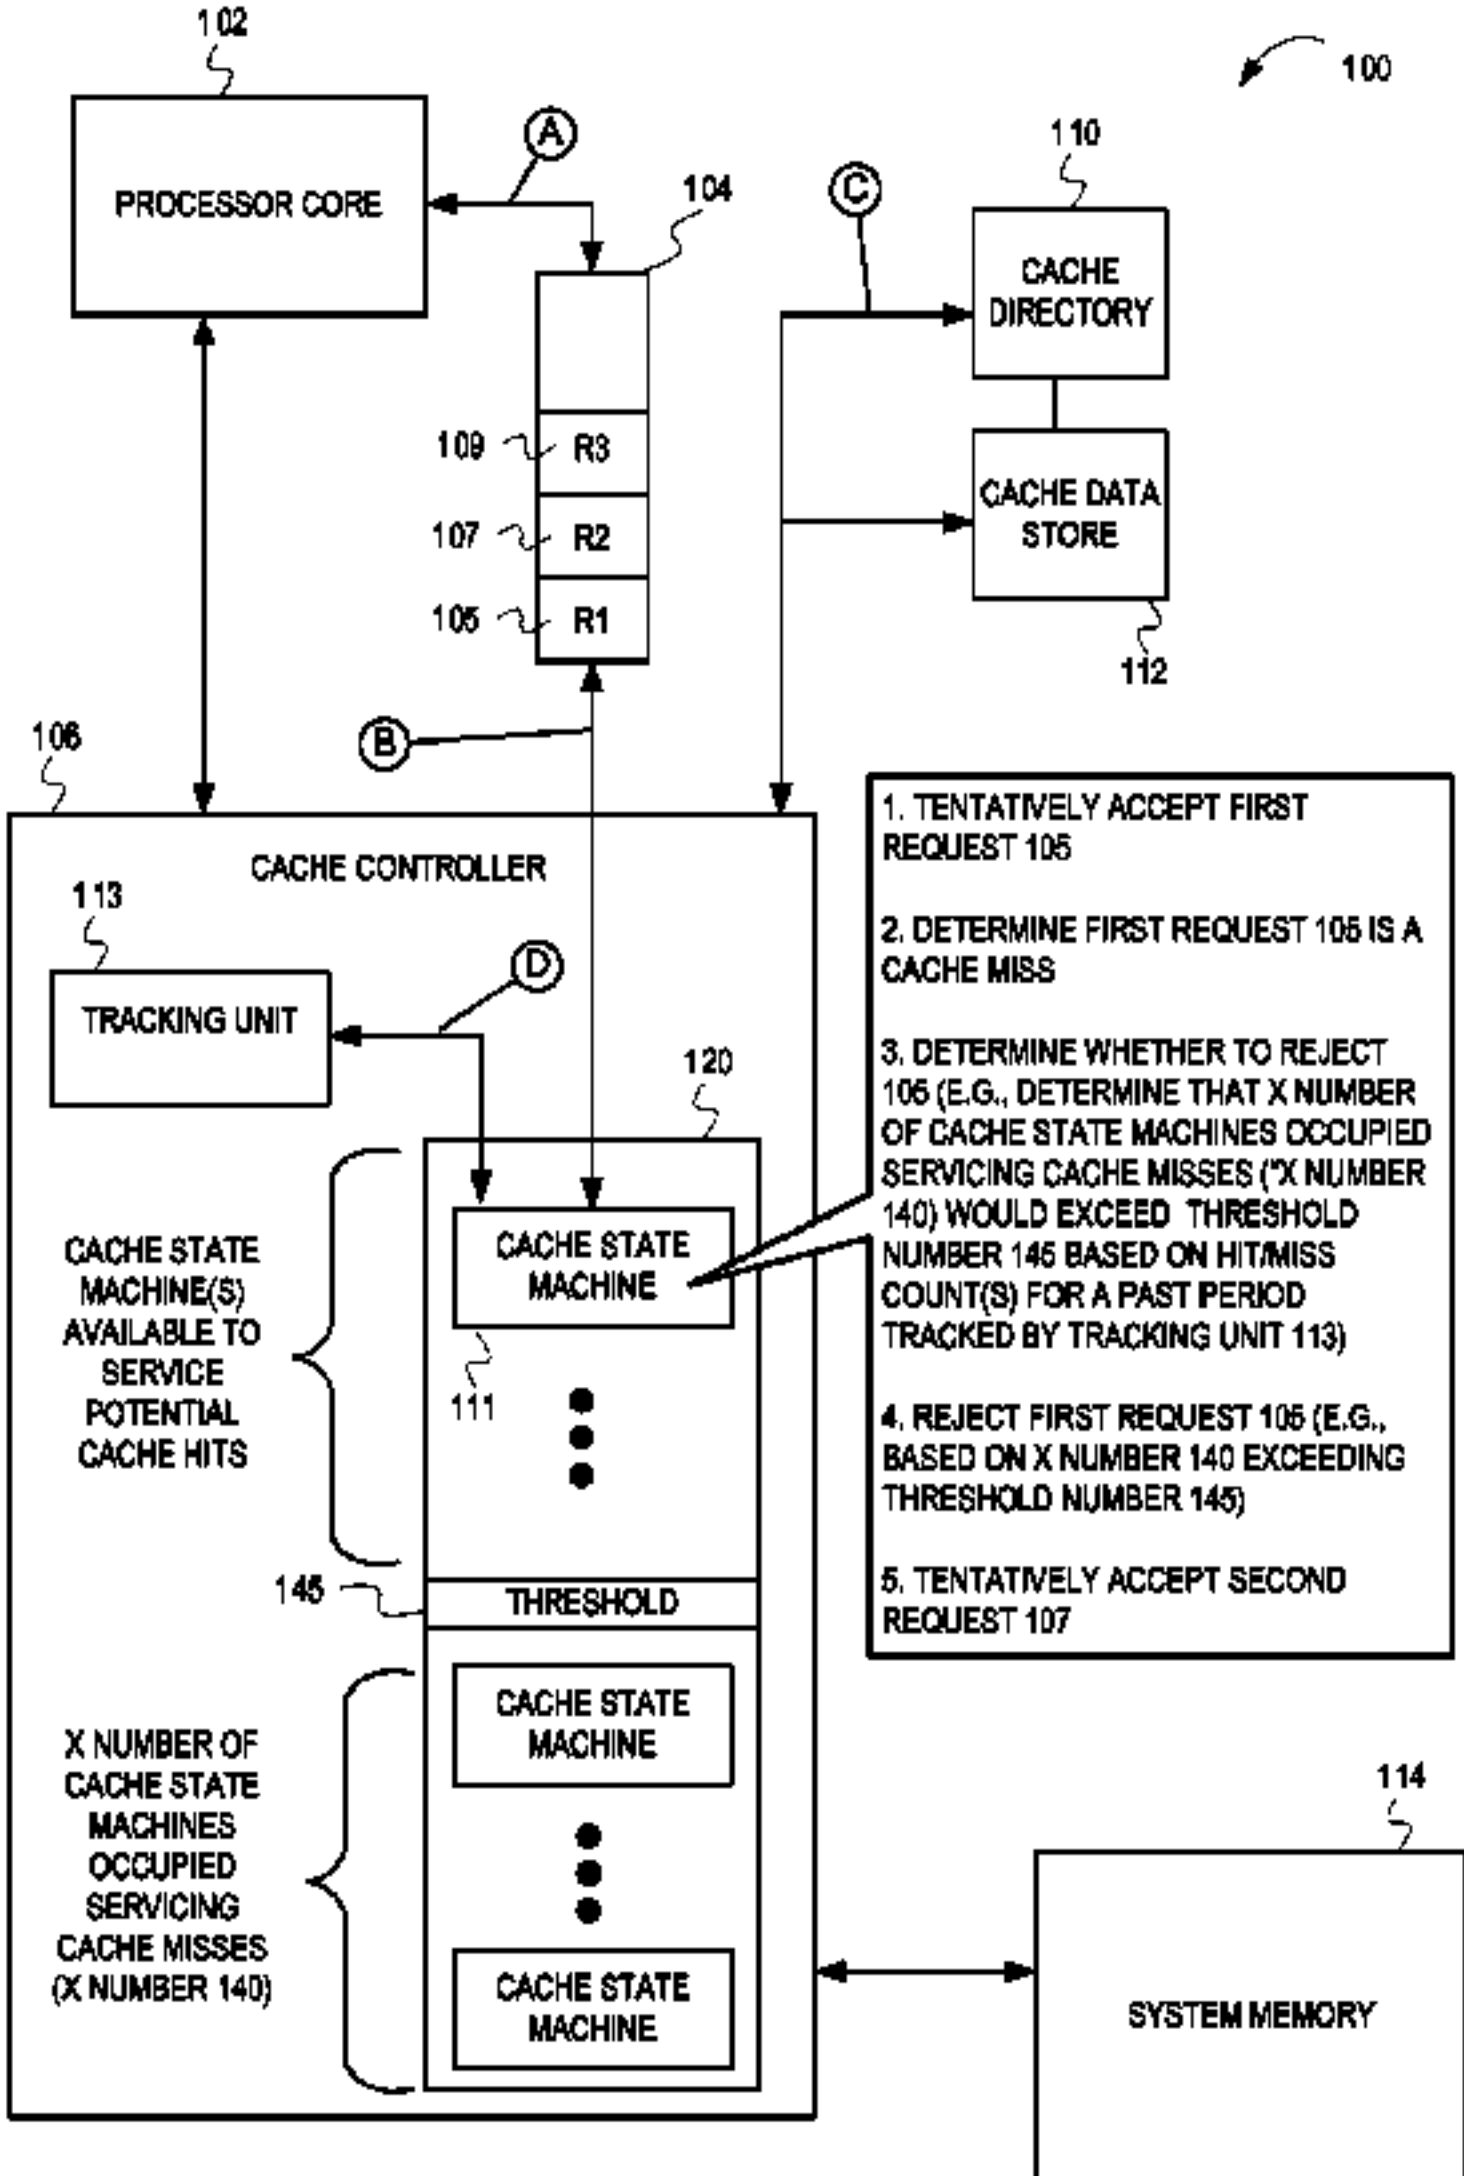 102
100
A
110
PROCESSOR CORE
104
C
CACHE
DIRECTORY
109
R3
107
R2
CACHE DATA
STORE
105
R1
112
B
106
CACHE CONTROLLER
113
D
TRACKING UNIT
120
CACHE STATE
MACHINE(S)
AVAILABLE TO
SERVICE
POTENTIAL
CACHE HITS
CACHE STATE
MACHINE
111
1. TENTATIVELY ACCEPT FIRST
REQUEST 105
2. DETERMINE FIRST REQUEST 105 IS A
CACHE MISS
3. DETERMINE WHETHER TO REJECT
105 (E.G., DETERMINE THAT X NUMBER
OF CACHE STATE MACHINES OCCUPIED
SERVICING CACHE MISSES ("X NUMBER
140) WOULD EXCEED THRESHOLD
NUMBER 145 BASED ON HIT/MISS
COUNT(S) FOR A PAST PERIOD
TRACKED BY TRACKING UNIT 113)
4. REJECT FIRST REQUEST 105 (E.G.,
BASED ON X NUMBER 140 EXCEEDING
THRESHOLD NUMBER 145)
5. TENTATIVELY ACCEPT SECOND
REQUEST 107
145
THRESHOLD
X NUMBER OF
CACHE STATE
MACHINES
OCCUPIED
SERVICING
CACHE MISSES
(X NUMBER 140)
CACHE STATE
MACHINE
CACHE STATE
MACHINE
114
SYSTEM MEMORY